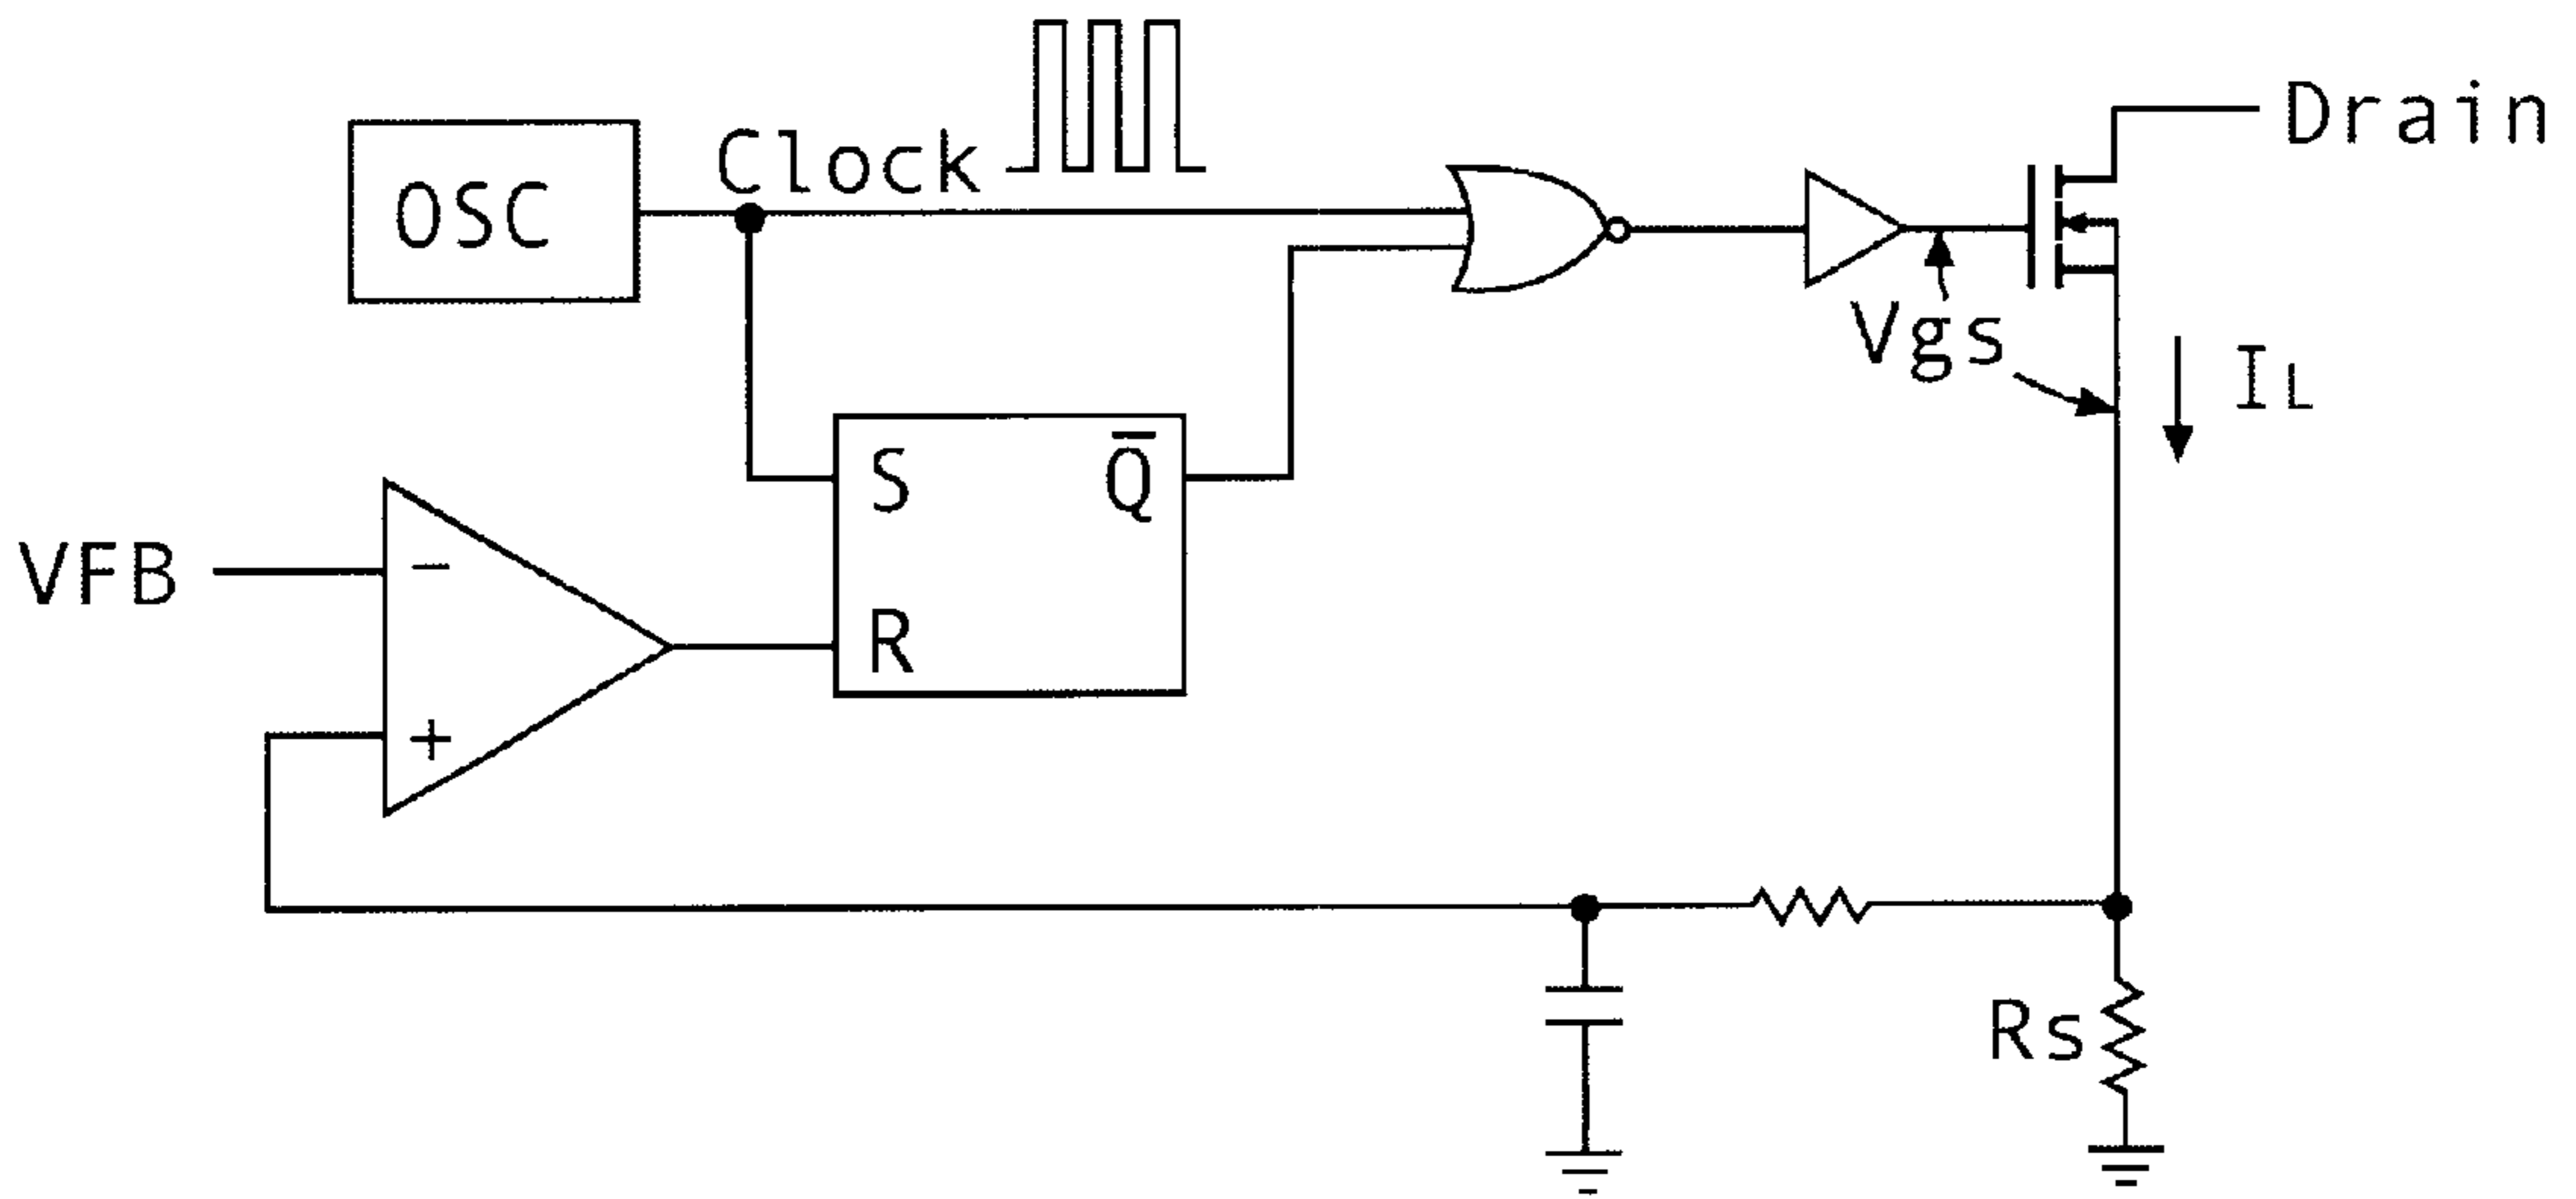 Clock
OSC
Drain
Vgs
IL
S
Q̅
VFB
−
R
+
Rs